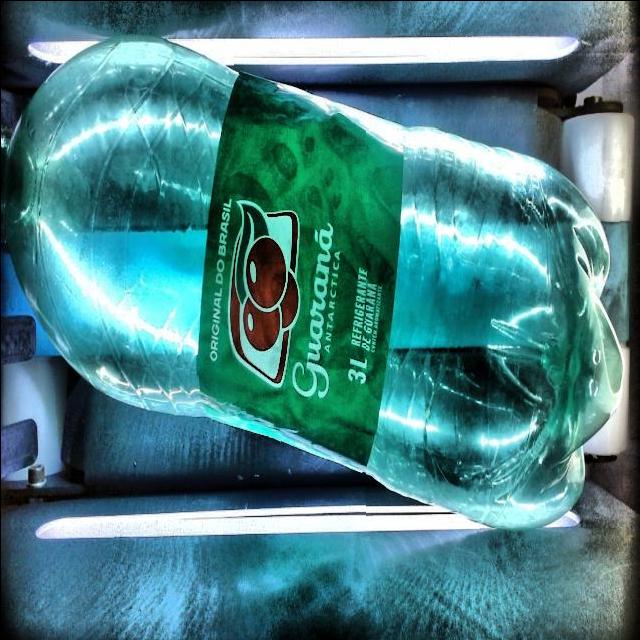 ORIGINAL DO BRASIL
Guaraná
ANTARCTICA
3L
REFRIGERANTE
DE GUARANÁ